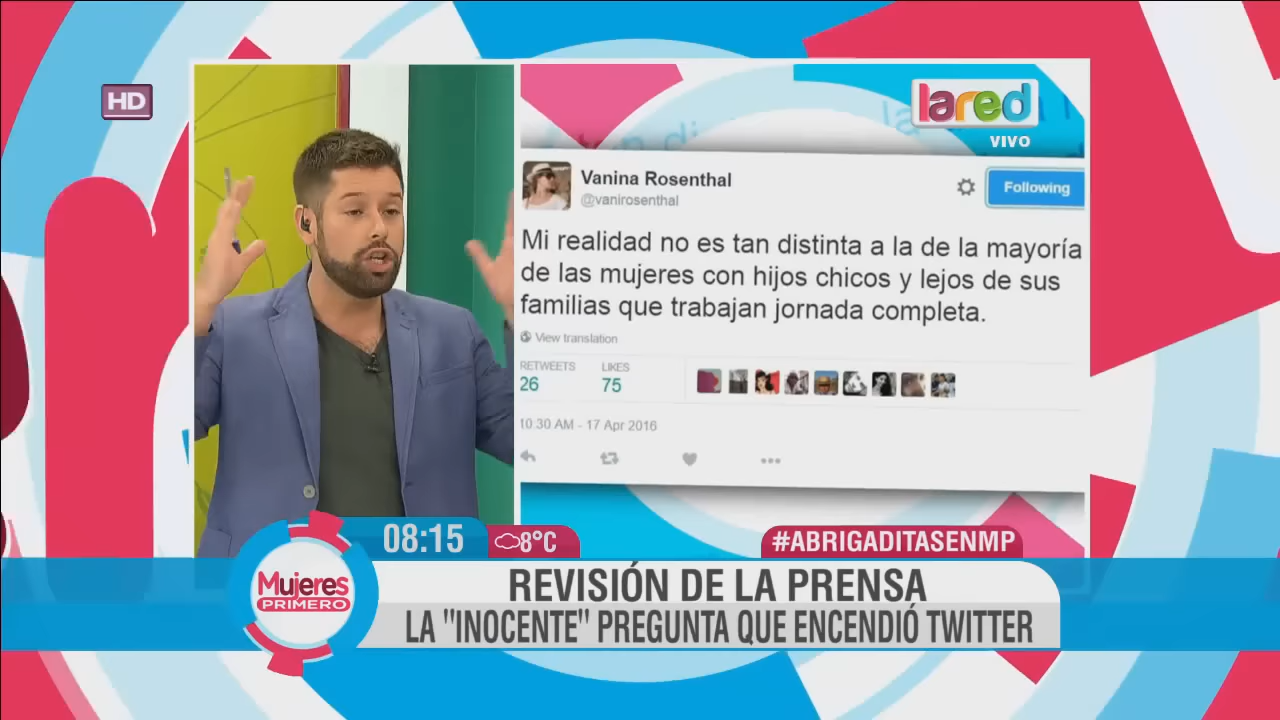 HD
lared
VIVO
Vanina Rosenthal
@vanirosenthal
Following
Mi realidad no es tan distinta a la de la mayoría
de las mujeres con hijos chicos y lejos de sus
familias que trabajan jornada completa.
View translation
RETWEETS
LIKES
26
75
10:30 AM - 17 Apr 2016
08:15
8°C
#ABRIGADITASENMP
Mujeres
PRIMERO
REVISIÓN DE LA PRENSA
LA "INOCENTE" PREGUNTA QUE ENCENDIÓ TWITTER